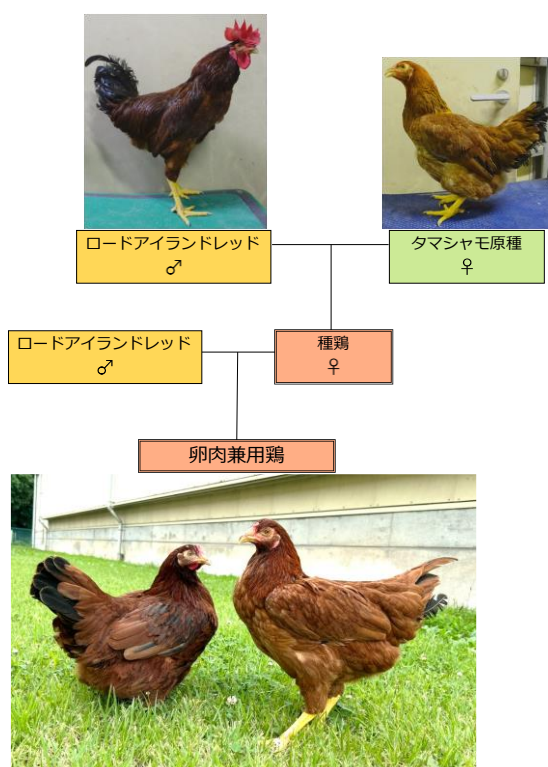 ロードアイランドレッド
♂
タマシャモ原種
♀
ロードアイランドレッド
♂
種鶏
♀
卵肉兼用鶏